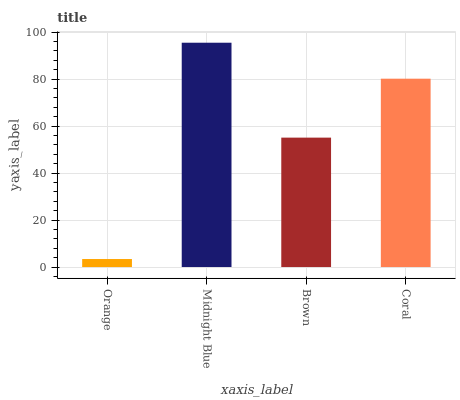 title
100
80
60
40
20
0
yaxis_label
Orange
Midnight Blue
Brown
Coral
xaxis_label